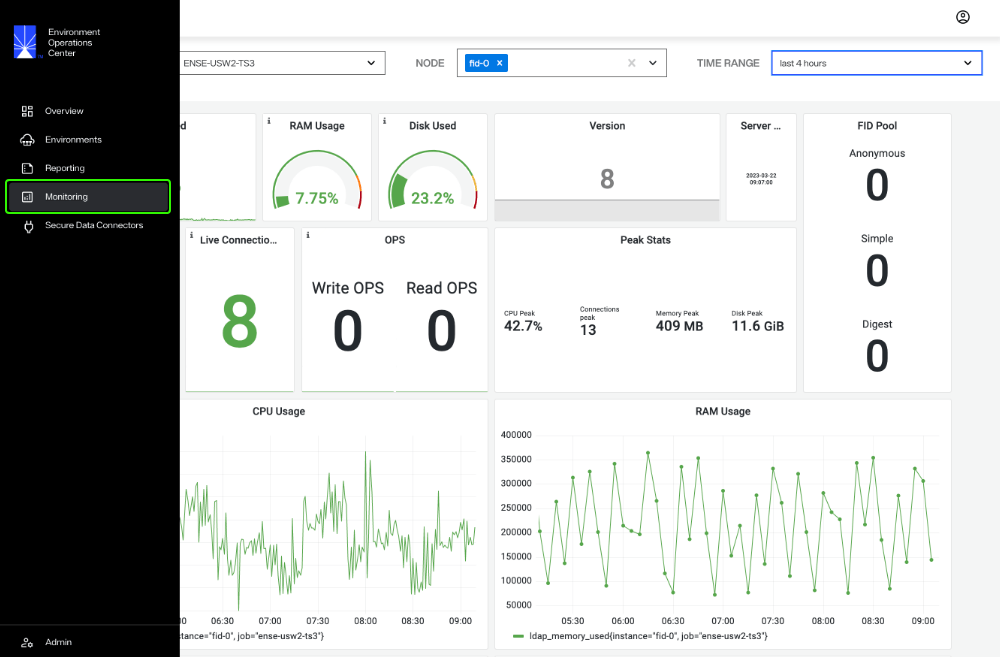 Environment
Operations
Center
Overview
Environments
Reporting
Monitoring
Secure Data Connectors
Admin
ENSE-USW2-TS3
NODE
fid-0 ×
TIME RANGE
last 4 hours
ed
RAM Usage
7.75%
Disk Used
23.2%
Version
8
Server ...
2023-03-22
09:07:00
FID Pool
Anonymous
0
Simple
0
Digest
0
Live Connectio...
8
OPS
Write OPS
0
Read OPS
0
Peak Stats
CPU Peak
42.7%
Connections
peak
13
Memory Peak
409 MB
Disk Peak
11.6 GiB
CPU Usage
06:30 07:00 07:30 08:00 08:30 09:00
stance="fid-0", job="ense-usw2-ts3"}
RAM Usage
400000
350000
300000
250000
200000
150000
100000
50000
05:30 06:00 06:30 07:00 07:30 08:00 08:30 09:00
ldap_memory_used{instance="fid-0", job="ense-usw2-ts3"}